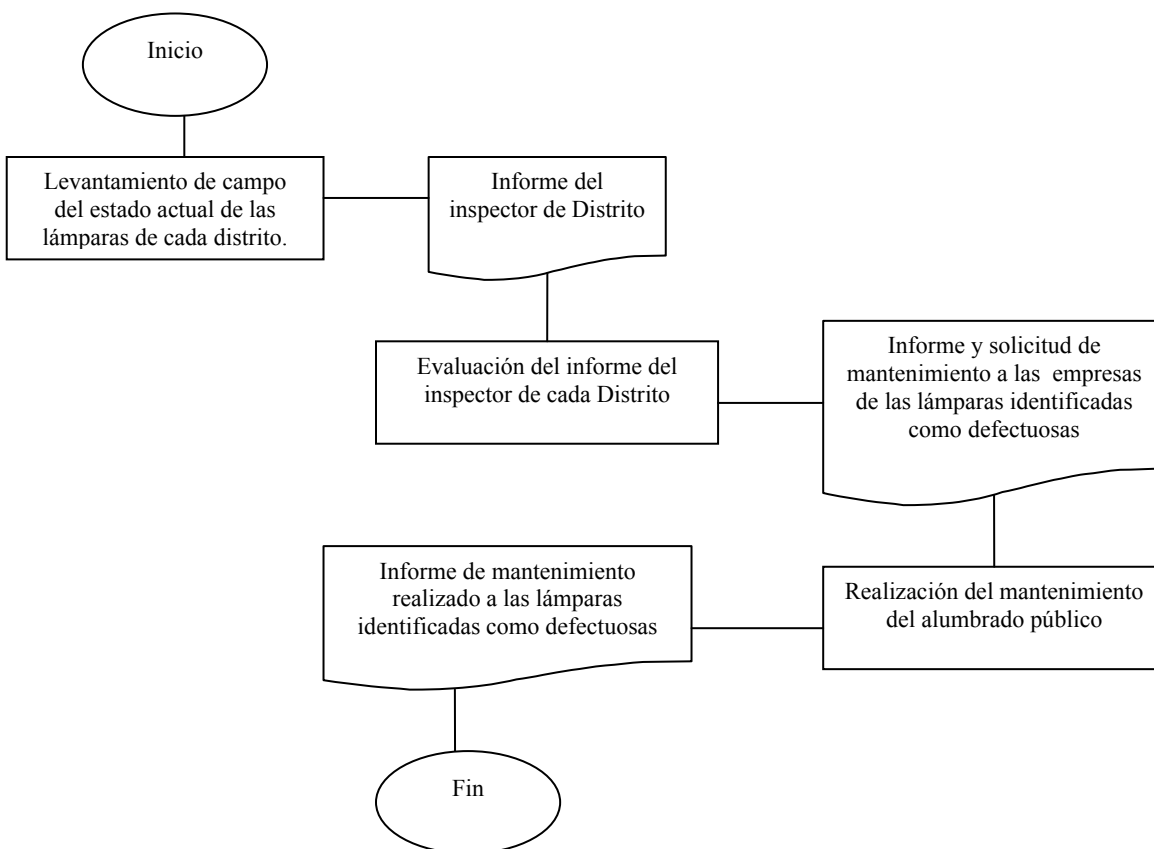 Inicio
Levantamiento de campo
del estado actual de las
lámparas de cada distrito.
Informe del
inspector de Distrito
Evaluación del informe del
inspector de cada Distrito
Informe y solicitud de
mantenimiento a las empresas
de las lámparas identificadas
como defectuosas
Realización del mantenimiento
del alumbrado público
Informe de mantenimiento
realizado a las lámparas
identificadas como defectuosas
Fin